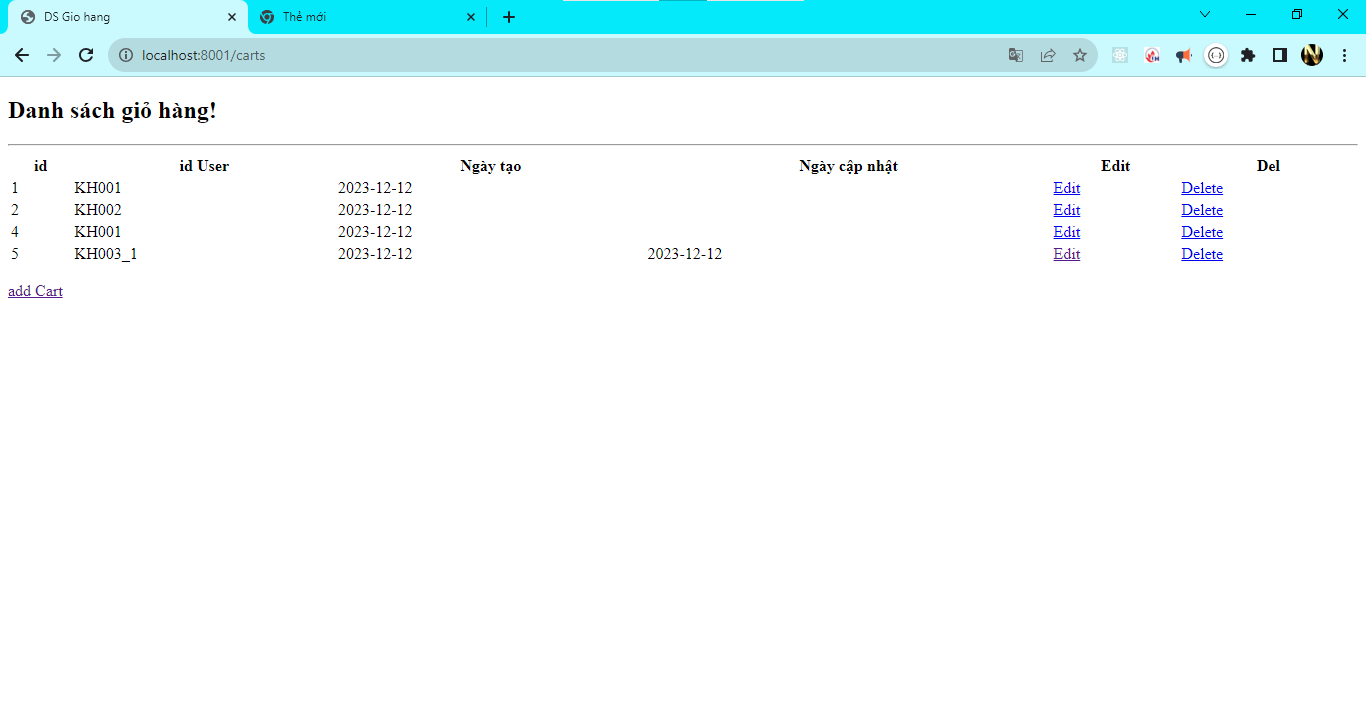 DS Gio hang
Thẻ mới
localhost:8001/carts
Danh sách giỏ hàng!
id id User Ngày tạo Ngày cập nhật Edit Del
1 KH001 2023-12-12 Edit Delete
2 KH002 2023-12-12 Edit Delete
4 KH001 2023-12-12 Edit Delete
5 KH003_1 2023-12-12 2023-12-12 Edit Delete
add Cart